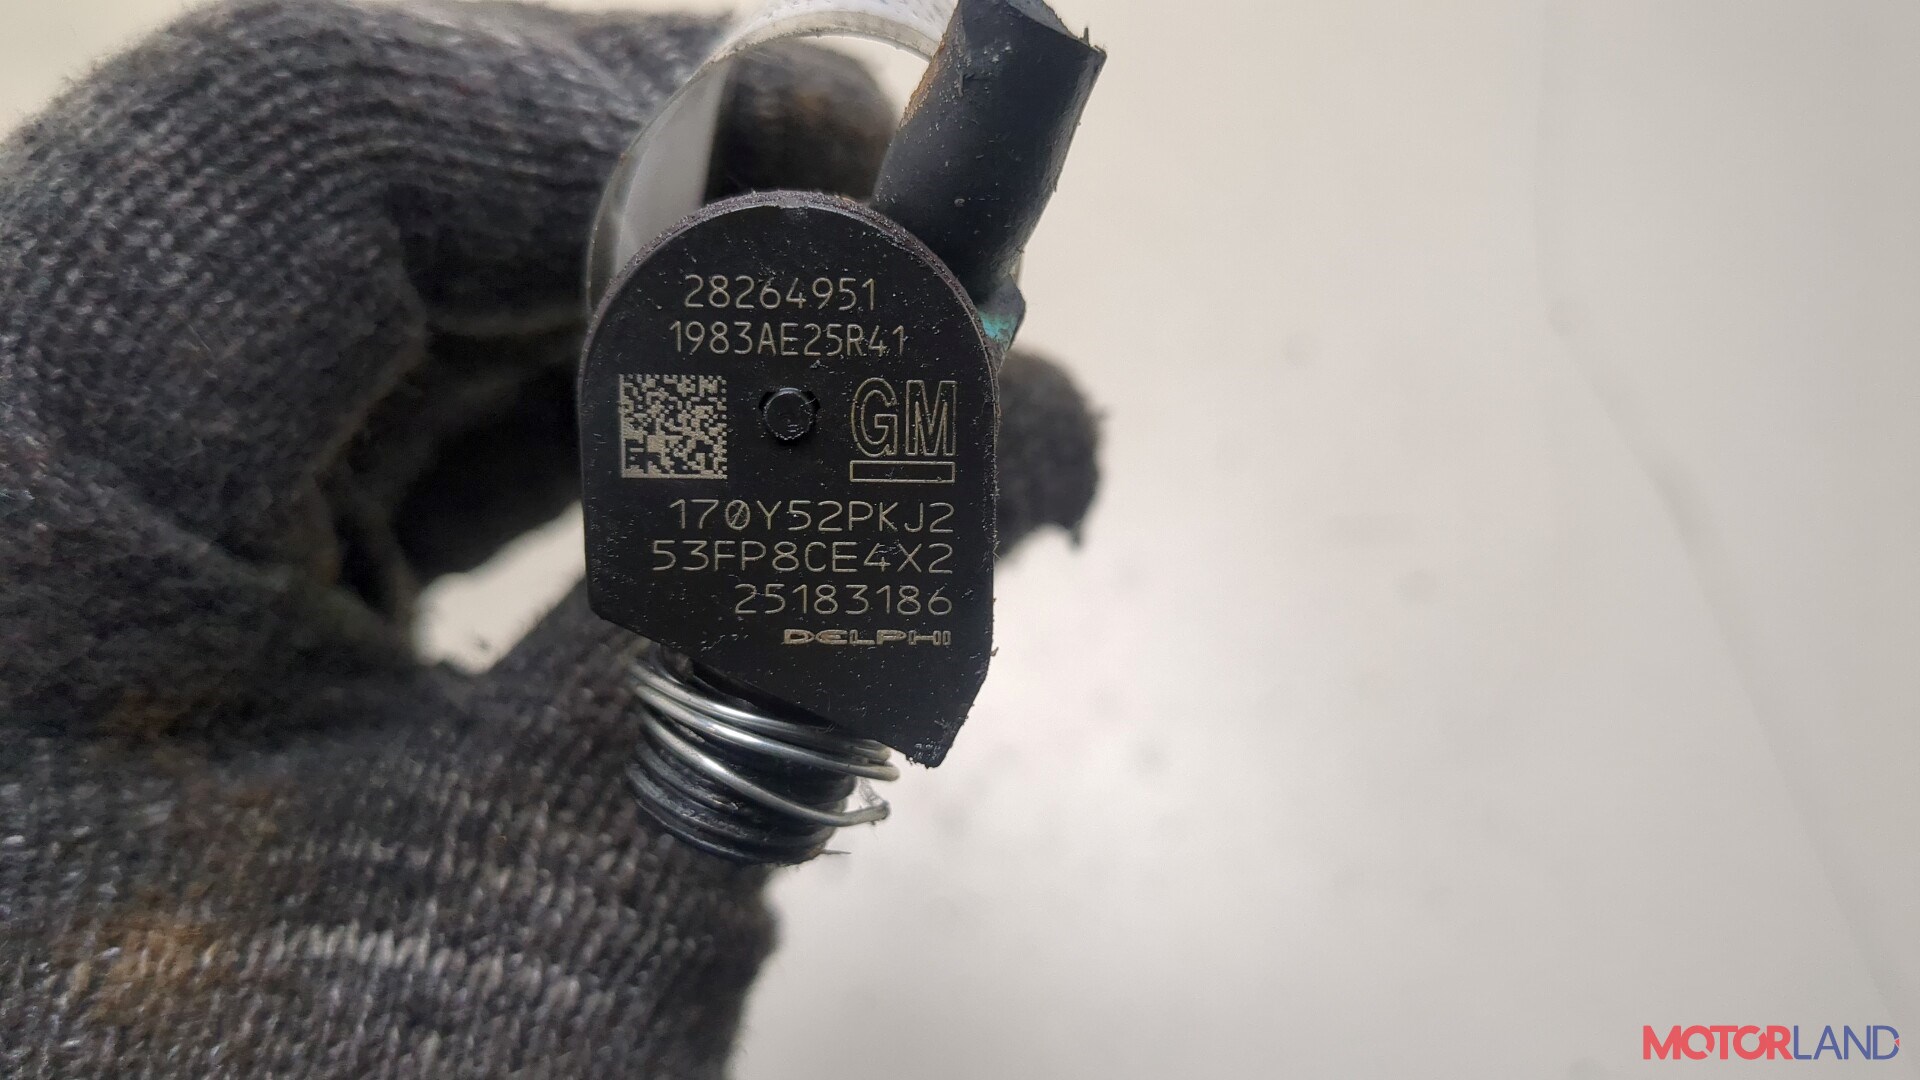 28264951
1983AE25R41
GM
170Y52PKJ2
53FP8CE4X2
25183186
DELPHI
MOTORLAND